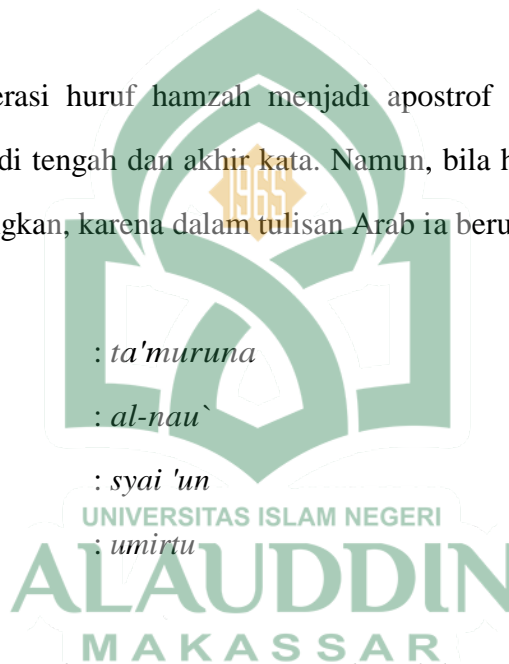 erasi huruf hamzah menjadi apostrof
di tengah dan akhir kata. Namun, bila h
1965
gkan, karena dalam tulisan Arab ia beru
: ta'muruna
: al-nau`
: syai 'un
UNIVERSITAS ISLAM NEGERI
: umirtu
ALAUDDIN
MAKASSAR